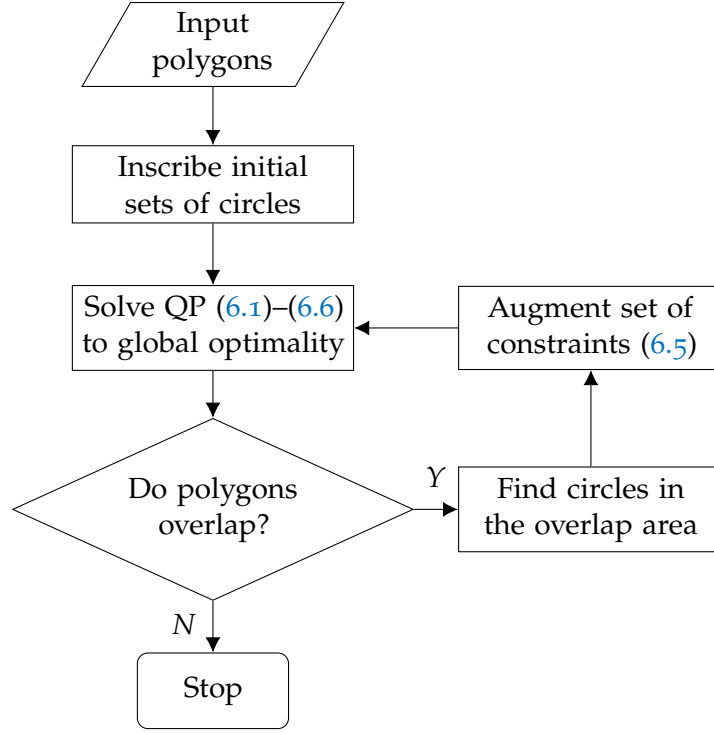 Input
polygons
Inscribe initial
sets of circles
Solve QP (6.1)–(6.6)
to global optimality
Augment set of
constraints (6.5)
Do polygons
overlap?
Y
Find circles in
the overlap area
N
Stop